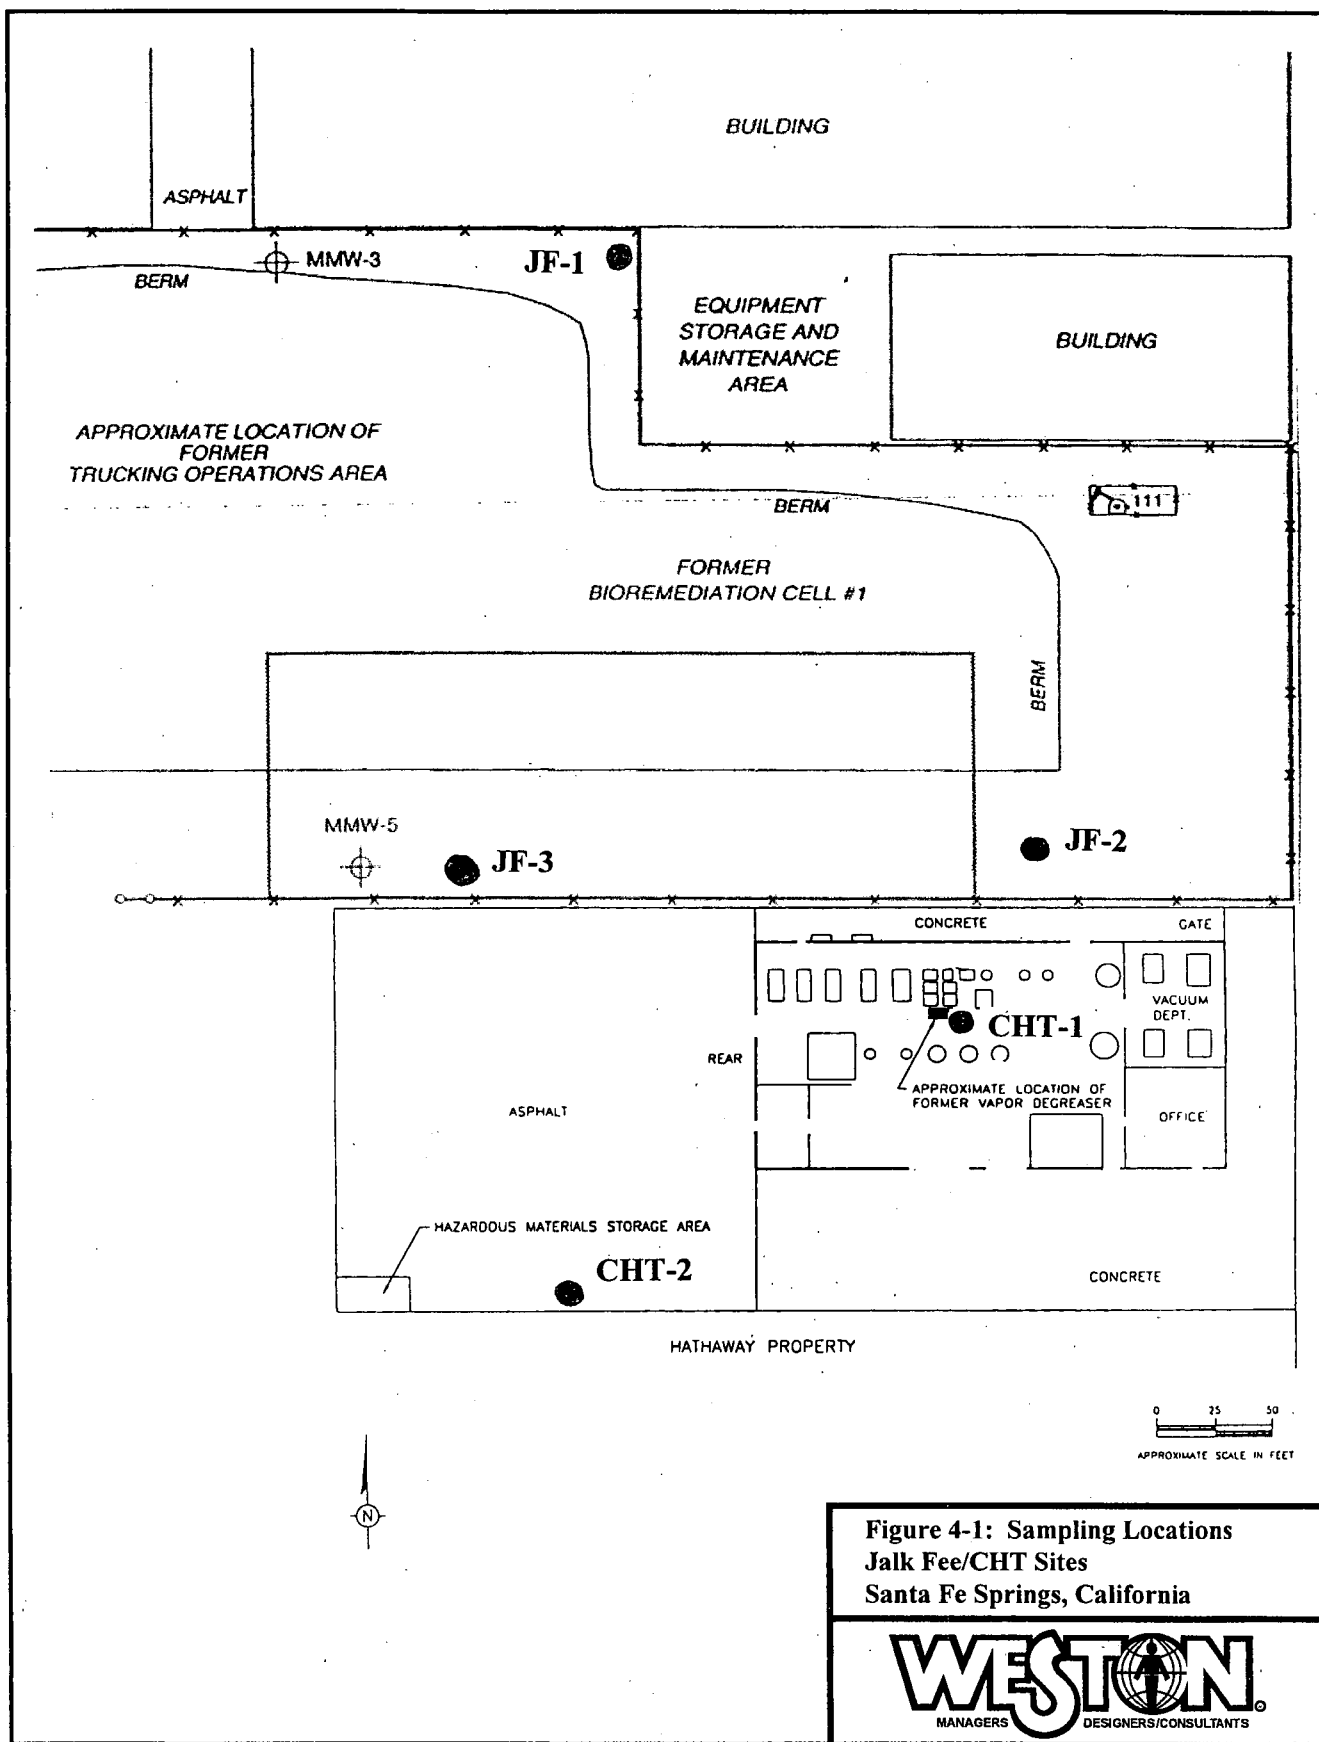 BUILDING
ASPHALT
MMW-3
JF-1
BERM
EQUIPMENT
STORAGE AND
MAINTENANCE
AREA
BUILDING
APPROXIMATE LOCATION OF
FORMER
TRUCKING OPERATIONS AREA
111
BERM
FORMER
BIOREMEDIATION CELL #1
BERM
MMW-5
JF-3
JF-2
CONCRETE
GATE
VACUUM
DEPT.
CHT-1
REAR
APPROXIMATE LOCATION OF
FORMER VAPOR DEGREASER
ASPHALT
OFFICE
HAZARDOUS MATERIALS STORAGE AREA
CHT-2
CONCRETE
HATHAWAY PROPERTY
0 25 50
APPROXIMATE SCALE IN FEET
N
Figure 4-1: Sampling Locations
Jalk Fee/CHT Sites
Santa Fe Springs, California
WESTON®
MANAGERS DESIGNERS/CONSULTANTS